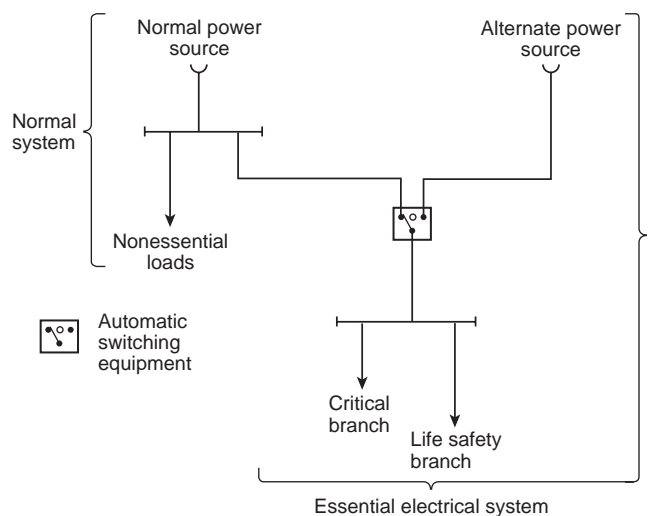 Normal power
source
Alternate power
source
Normal
system
Nonessential
loads
Automatic
switching
equipment
Critical
branch
Life safety
branch
Essential electrical system